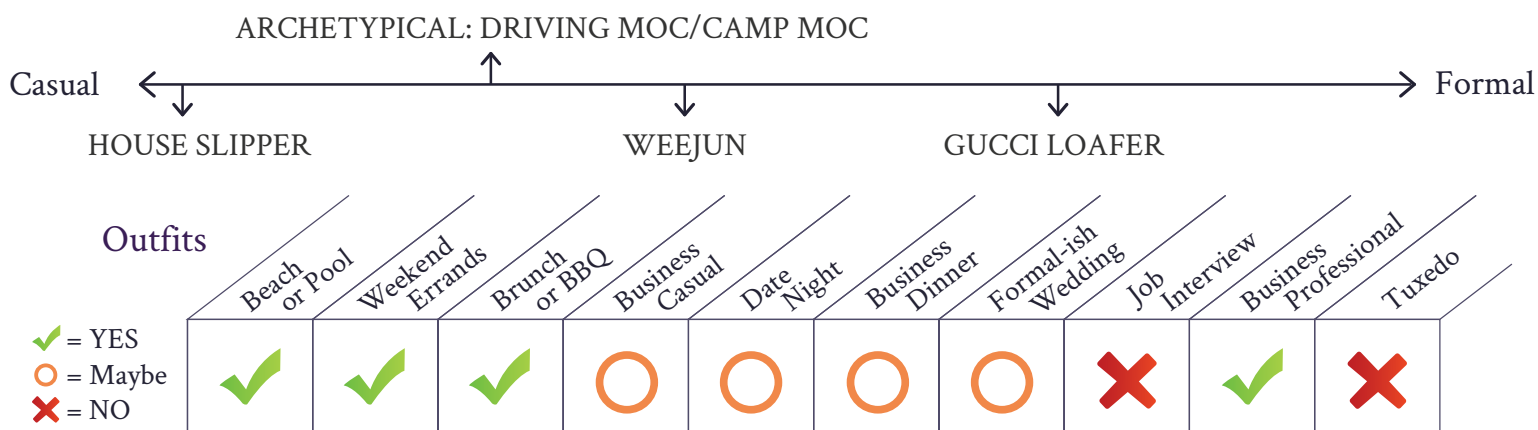 ARCHETYPICAL: DRIVING MOC/CAMP MOC
Casual
Formal
HOUSE SLIPPER
WEEJUN
GUCCI LOAFER
Outfits
Beach
or Pool
Weekend
Errands
Brunch
or BBQ
Business
Casual
Date
Night
Business
Dinner
Formal-ish
Wedding
Job
Interview
Business
Professional
Tuxedo
= YES
= Maybe
= NO